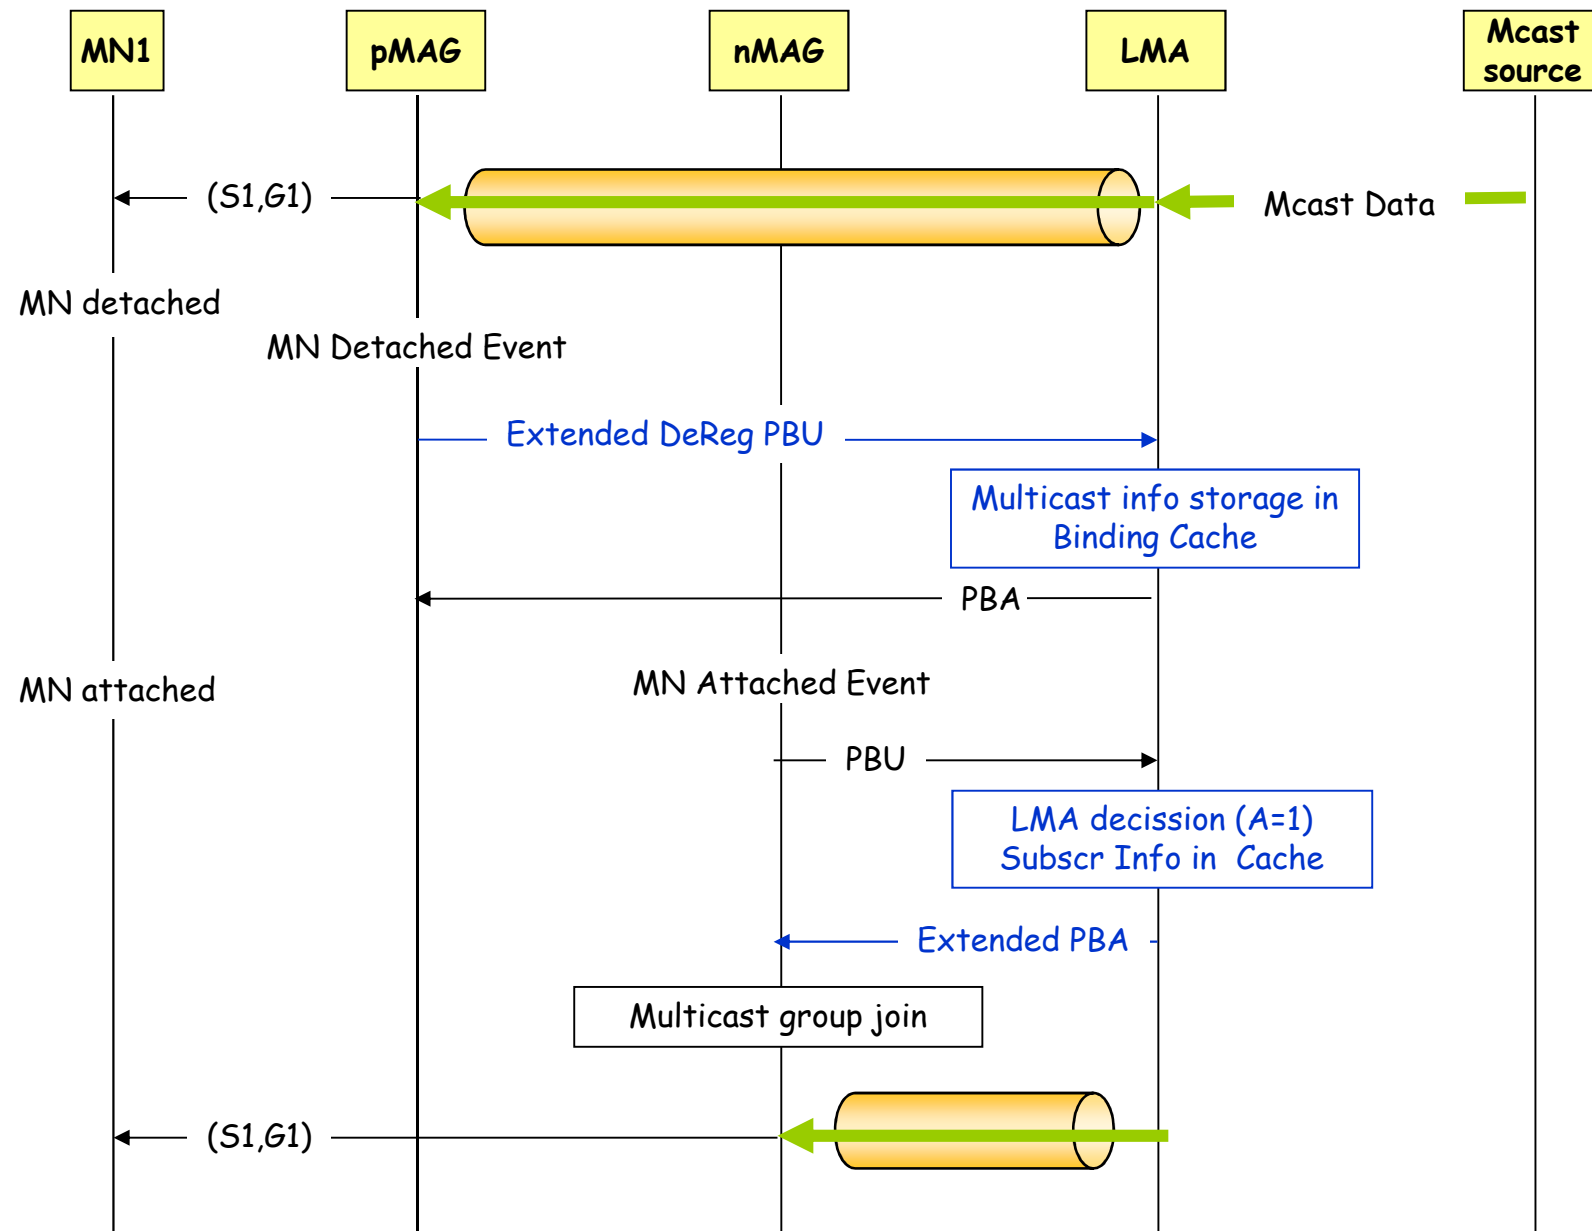 MN1
pMAG
nMAG
LMA
Mcast
source
(S1,G1)
Mcast Data
MN detached
MN Detached Event
Extended DeReg PBU
Multicast info storage in
Binding Cache
PBA
MN attached
MN Attached Event
PBU
LMA decission (A=1)
Subscr Info in Cache
Extended PBA
Multicast group join
(S1,G1)